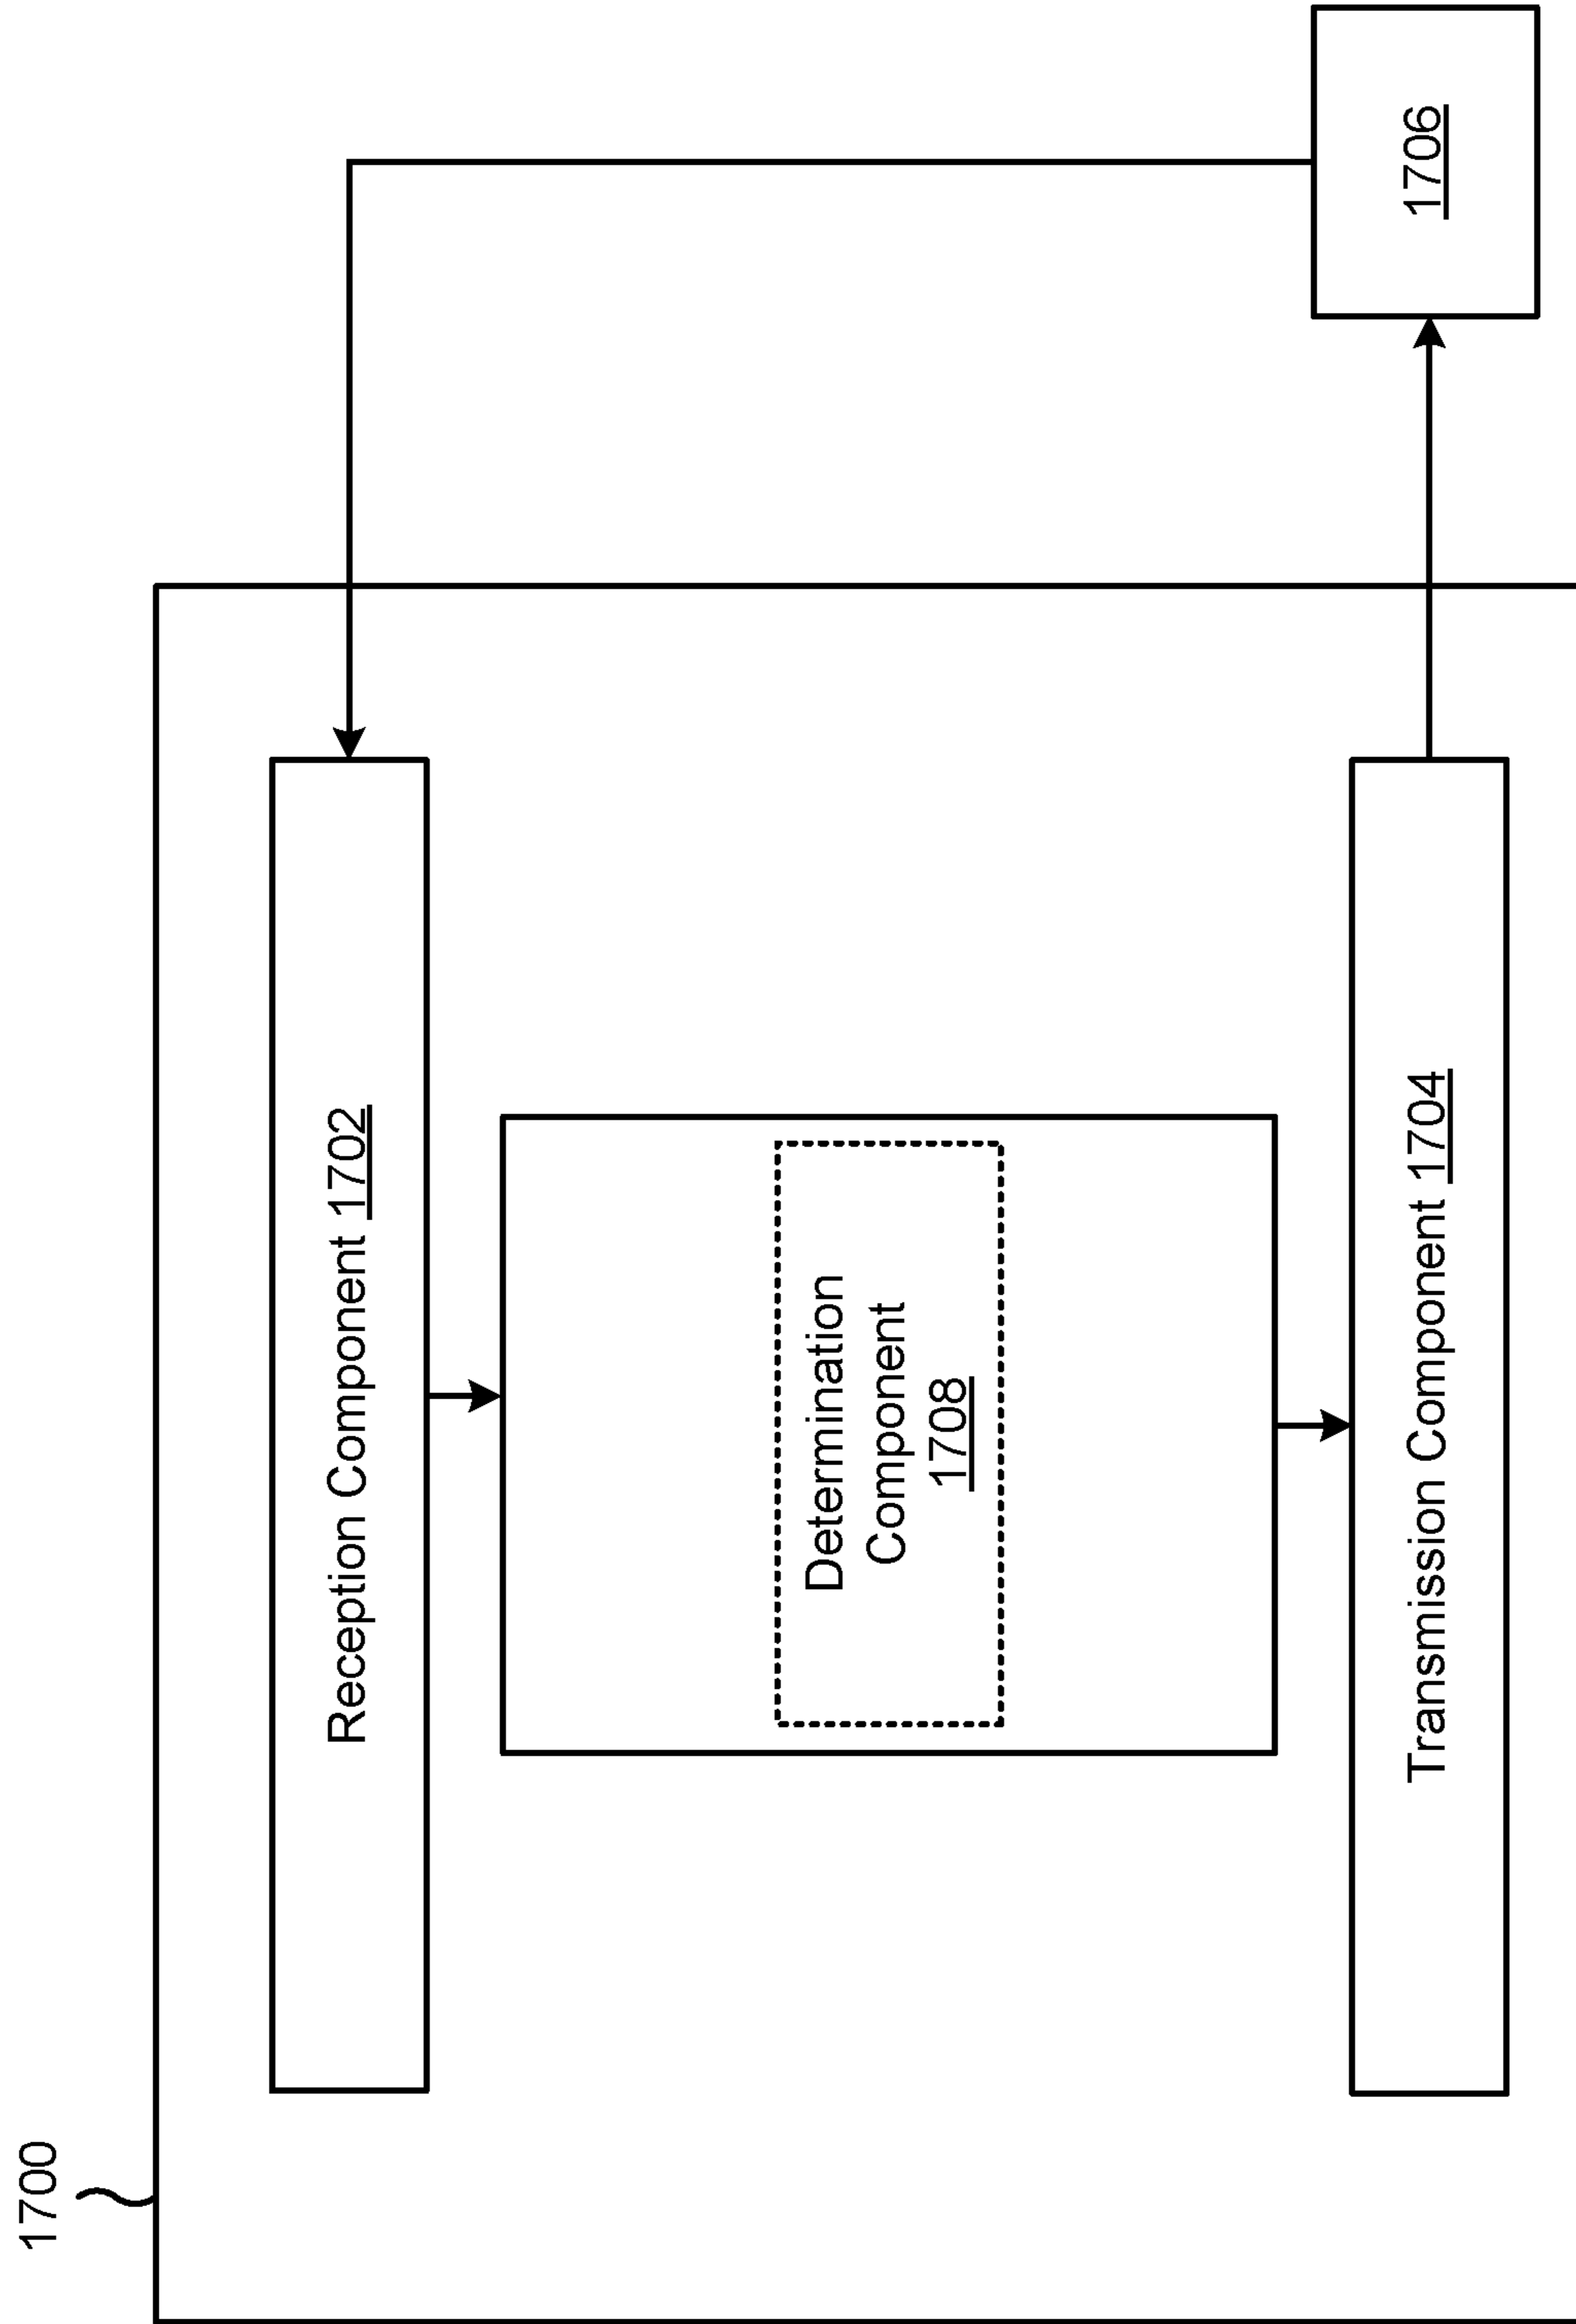 1700
Reception Component 1702
Determination
Component
1708
Transmission Component 1704
1706